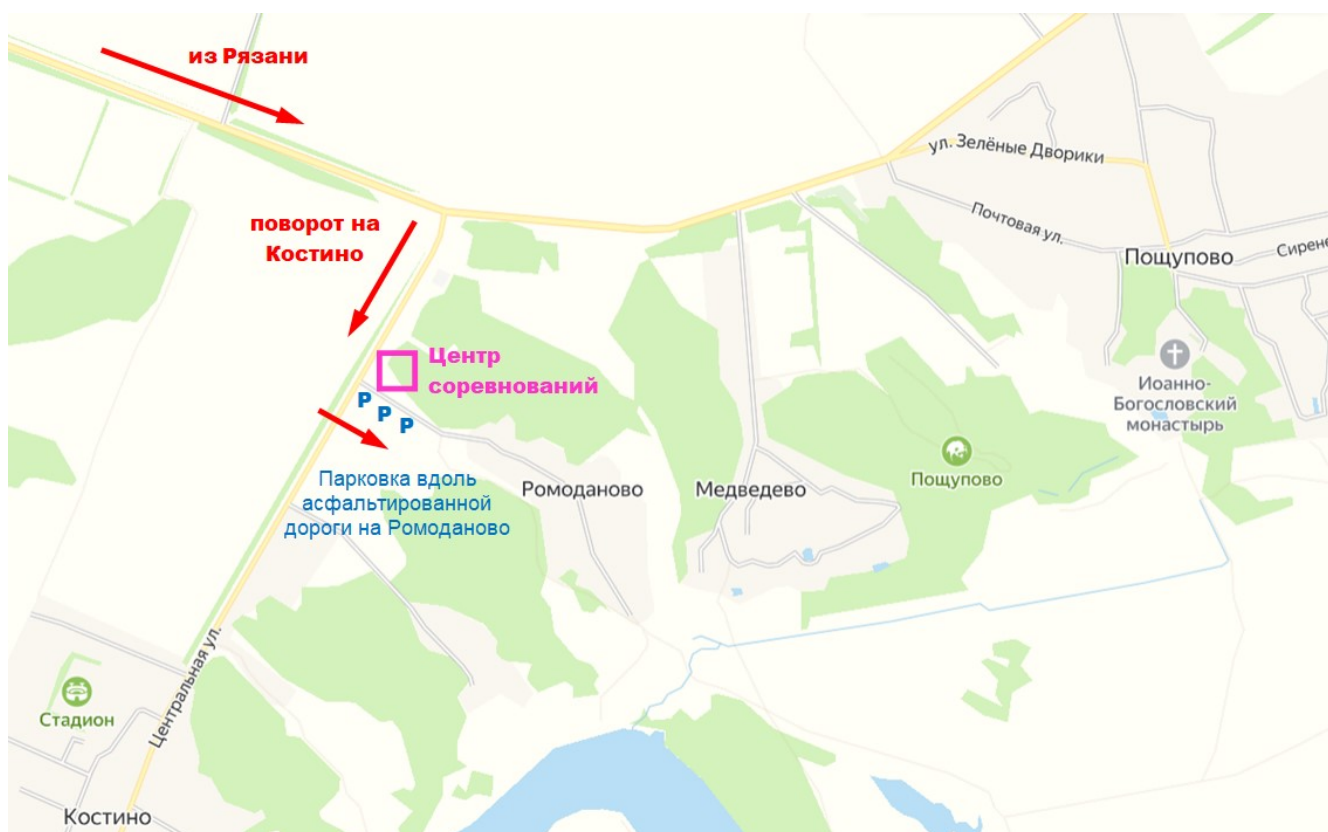 из Рязани
ул. Зелёные Дворики
поворот на
Костино
Почтовая ул.
Пощупово
Сирене
Центр
соревнований
Иоанно-
Богословский
монастырь
P
P
P
Парковка вдоль
асфальтированной
дороги на Ромоданово
Ромоданово
Медведево
Пощупово
Центральная ул.
Стадион
Костино